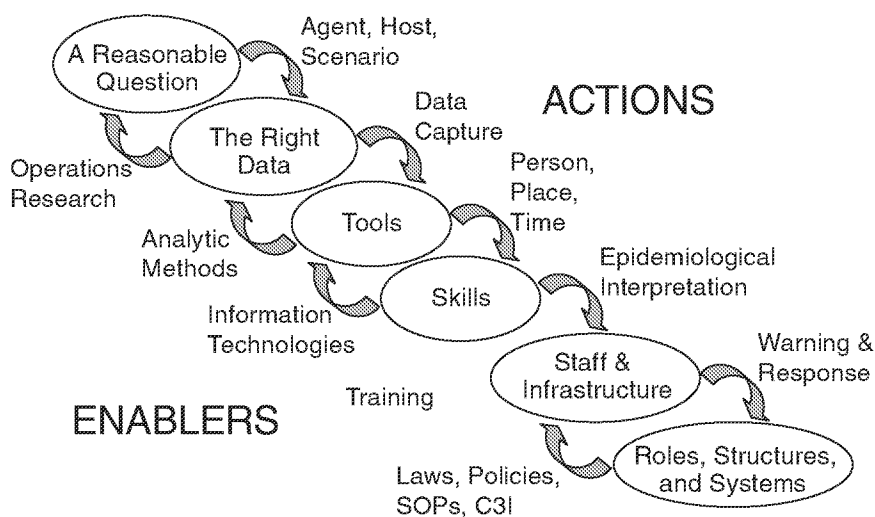 A Reasonable
Question
Agent, Host,
Scenario
ACTIONS
The Right
Data
Data
Capture
Operations
Research
Tools
Person,
Place,
Time
Analytic
Methods
Skills
Epidemiological
Interpretation
Information
Technologies
Staff &
Infrastructure
Warning &
Response
Training
ENABLERS
Roles, Structures,
and Systems
Laws, Policies,
SOPs, C3I